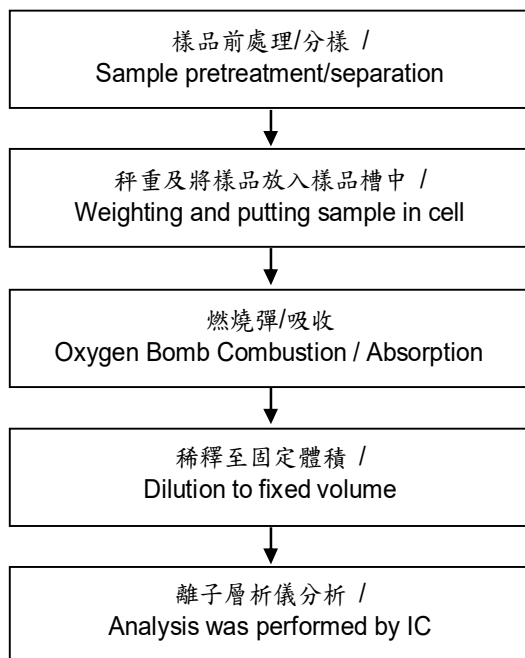 樣品前處理/分樣 /
Sample pretreatment/separation
秤重及將樣品放入樣品槽中 /
Weighting and putting sample in cell
燃燒彈/吸收
Oxygen Bomb Combustion / Absorption
稀釋至固定體積 /
Dilution to fixed volume
離子層析儀分析 /
Analysis was performed by IC